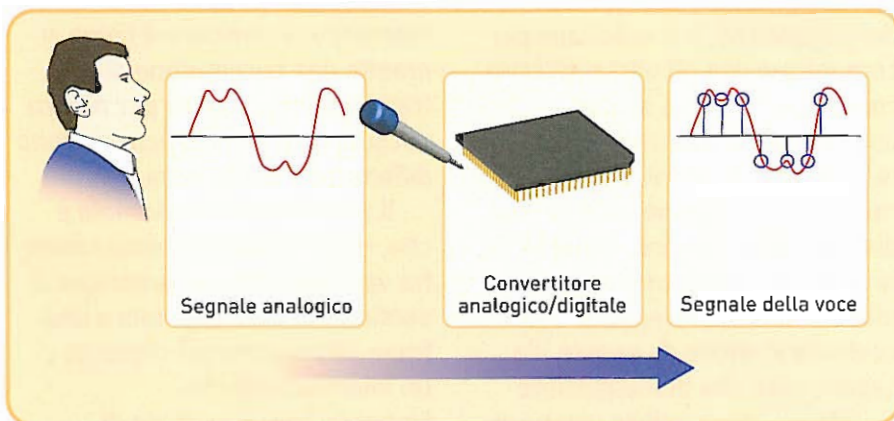 Segnale analogico
Convertitore
analogico/digitale
Segnale della voce